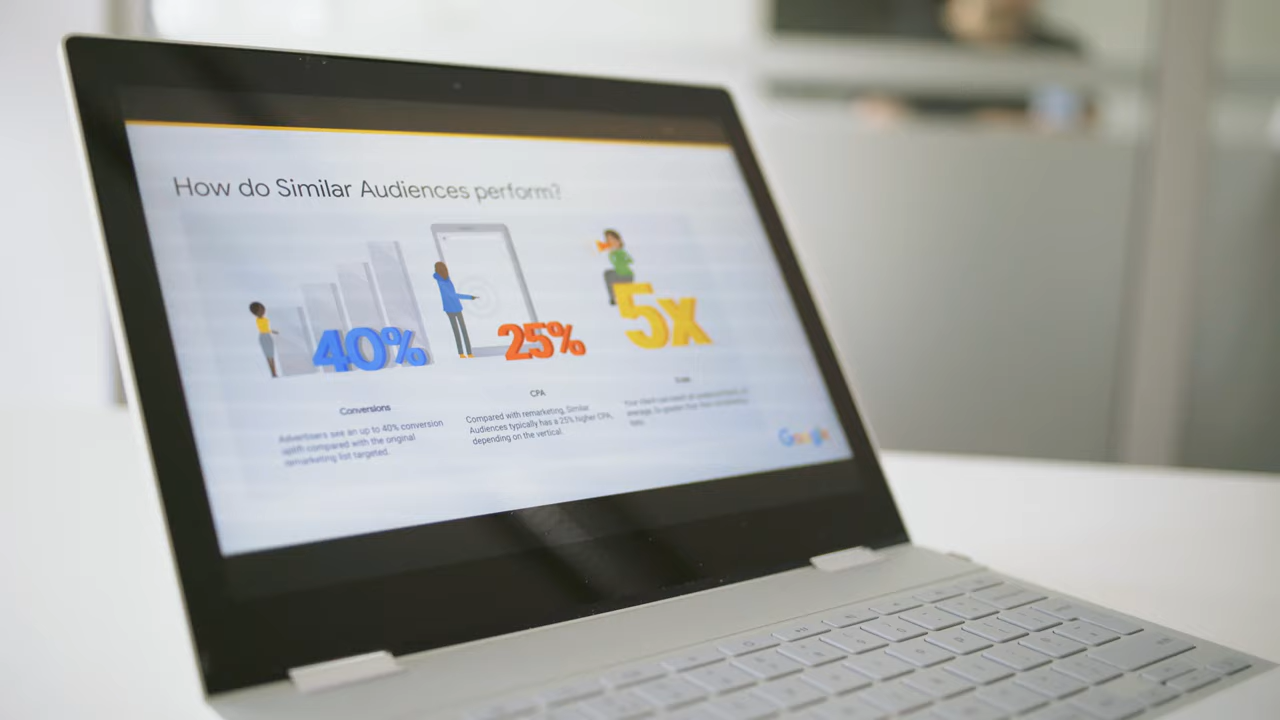 How do Similar Audiences perform?
40%
25%
5x
Conversions
Advertisers see an up to 40% conversion
uplift compared with the original
remarketing list targeted.
CPA
Compared with remarketing, Similar
Audiences typically has a 25% higher CPA,
depending on the vertical.
Google